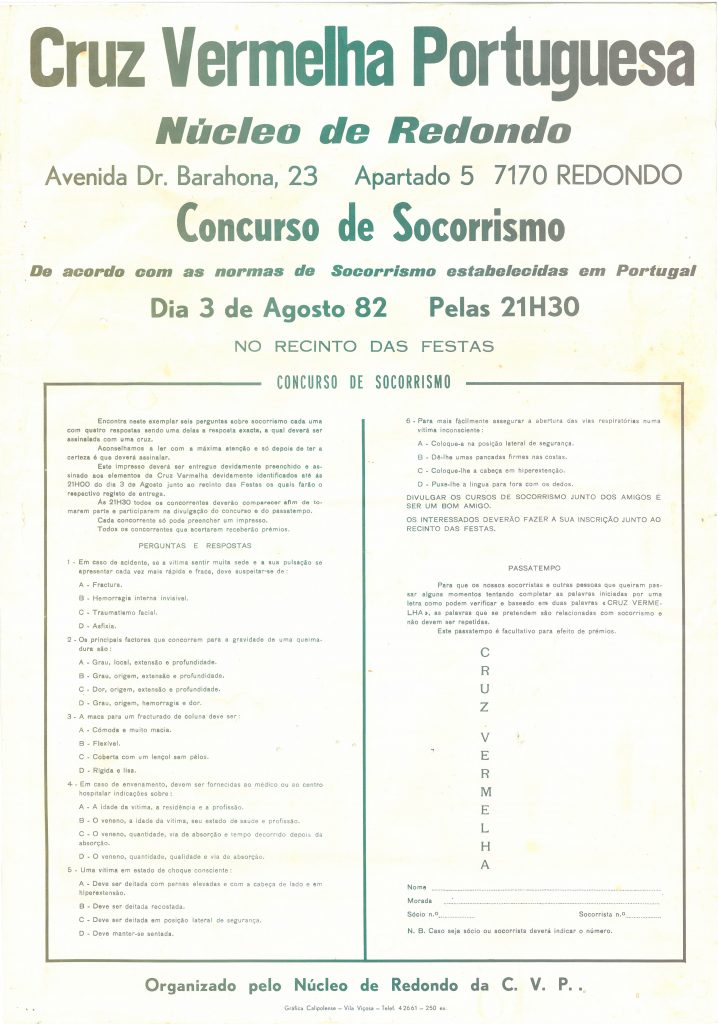 Cruz Vermelha Portuguesa
Núcleo de Redondo
Avenida Dr. Barahona, 23 Apartado 5 7170 REDONDO
Concurso de Socorrismo
De acordo com as normas de Socorrismo estabelecidas em Portugal
Dia 3 de Agosto 82 Pelas 21H30
NO RECINTO DAS FESTAS
CONCURSO DE SOCORRISMO
Encontra neste exemplar seis perguntas sobre socorrismo cada uma
com quatro respostas sendo uma delas a resposta exacta, a qual deverá ser
assinalada com uma cruz.
Aconselhamos a ler com a máxima atenção e só depois de ter a
certeza é que deverá assinalar.
Este impresso deverá ser entregue devidamente preenchido e as-
sinado aos elementos da Cruz Vermelha devidamente identificados até às
21H00 do dia 3 de Agosto junto ao recinto das Festas os quais farão o
respectivo registo de entrega.
Às 21H30 todos os concorrentes deverão comparecer afim de to-
marem parte e participarem na divulgação do concurso e do passatempo.
Cada concorrente só pode preencher um impresso.
Todos os concorrentes que acertarem receberão prémios.
PERGUNTAS E RESPOSTAS
1 - Em caso de acidente, se a vítima sentir muita sede e a sua pulsação se
apresentar cada vez mais rápida e fraca, deve suspeitar-se de :
A - Fractura.
B - Hemorragia interna invisível.
C - Traumatismo facial.
D - Asfixia.
2 - Os principais factores que concorrem para a gravidade de uma queima-
dura são :
A - Grau, local, extensão e profundidade.
B - Grau, origem, extensão e profundidade.
C - Dor, origem, extensão e profundidade.
D - Grau, origem, hemorragia e dor.
3 - A maca para um fracturado de coluna deve ser :
A - Cómoda e muito macia.
B - Flexível.
C - Coberta com um lençol sem pêlos.
D - Rígida e lisa.
4 - Em caso de envenamento, devem ser fornecidas ao médico ou ao centro
hospitalar indicações sobre :
A - A idade da vítima, a residência e a profissão.
B - O veneno, a idade da vítima, seu estado de saúde e profissão.
C - O veneno, quantidade, via de absorção e tempo decorrido depois da
absorção.
D - O veneno, quantidade, qualidade e via de absorção.
5 - Uma vítima em estado de choque consciente :
A - Deve ser deitada com pernas elevadas e com a cabeça de lado e em
hiperextensão.
B - Deve ser deitada recostada.
C - Deve ser deitada em posição lateral de segurança.
D - Deve manter-se sentada.
6 - Para mais fàcilmente assegurar a abertura das vias respiratórias numa
vítima inconsciente :
A - Coloque-a na posição lateral de segurança.
B - Dê-lhe umas pancadas firmes nas costas.
C - Coloque-lhe a cabeça em hiperextenção.
D - Puxe-lhe a língua para fora com os dedos.
DIVULGAR OS CURSOS DE SOCORRISMO JUNTO DOS AMIGOS É
SER UM BOM AMIGO.
OS INTERESSADOS DEVERÃO FAZER A SUA INSCRIÇÃO JUNTO AO
RECINTO DAS FESTAS.
PASSATEMPO
Para que os nossos socorristas e outras pessoas que queiram pas-
sar alguns momentos tentando completar as palavras iniciadas por uma
letra como podem verificar e baseado em duas palavras «CRUZ VERME-
LHA», as palavras que se pretendem são relacionadas com socorrismo e
não devem ser repetidas.
Este passatempo é facultativo para efeito de prémios.
C
R
U
Z
V
E
R
M
E
L
H
A
Nome
Morada
Sócio n.º Socorrista n.º
N. B. Caso seja sócio ou socorrista deverá indicar o número.
Organizado pelo Núcleo de Redondo da C. V. P. .
Gráfica Calipolense — Vila Viçosa — Telef. 42661 — 250 ex.